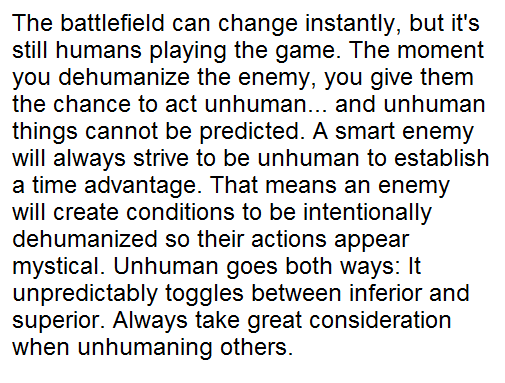 The battlefield can change instantly, but it's
still humans playing the game. The moment
you dehumanize the enemy, you give them
the chance to act unhuman... and unhuman
things cannot be predicted. A smart enemy
will always strive to be unhuman to establish
a time advantage. That means an enemy
will create conditions to be intentionally
dehumanized so their actions appear
mystical. Unhuman goes both ways: It
unpredictably toggles between inferior and
superior. Always take great consideration
when unhumaning others.